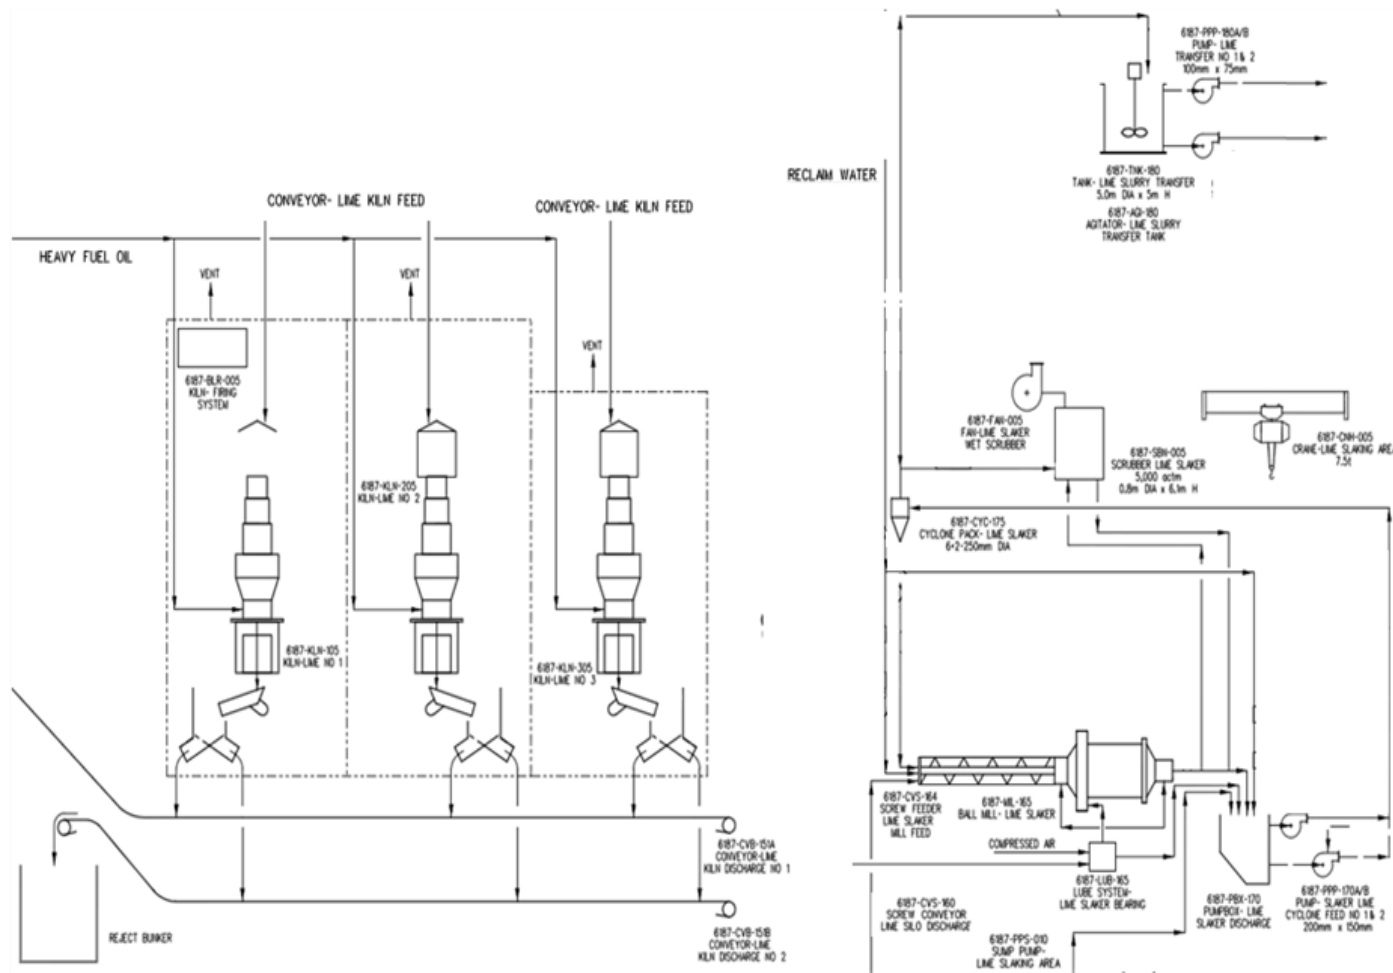 6187-PPP-180A/B
PUMP- LIME
TRANSFER NO 1& 2
100mm x 75mm
RECLAIM WATER
6187-TNK-180
TANK- LIME SLURRY TRANSFER
5.0m DIA x 5m H
6187-AGI-180
AGITATOR- LIME SLURRY
TRANSFER TANK
CONVEYOR- LIME KILN FEED
CONVEYOR- LIME KILN FEED
HEAVY FUEL OIL
VENT
VENT
VENT
6187-BLR-005
KILN- FIRING
SYSTEM
6187-FAN-005
FAN-LIME SLAKER
WET SCRUBBER
6187-CNH-005
CRANE-LIME SLAKING AREA
7.5t
6187-SBN-005
SCRUBBER LIME SLAKER
5,000 acfm
0.8m DIA x 6.1m H
6187-KLN-205
KILN-LIME NO 2
6187-CYC-175
CYCLONE PACK- LIME SLAKER
6+2-250mm DIA
6187-KLN-105
KILN-LIME NO 1
6187-KLN-305
KILN-LIME NO 3
6187-CVS-164
SCREW FEEDER
LIME SLAKER
MILL FEED
6187-MIL-165
BALL MILL- LIME SLAKER
COMPRESSED AIR
6187-LUB-165
LUBE SYSTEM-
LIME SLAKER BEARING
6187-CVB-151A
CONVEYOR-LIME
KILN DISCHARGE NO 1
6187-CVS-160
SCREW CONVEYOR
LIME SILO DISCHARGE
6187-PBX-170
PUMPBOX- LIME
SLAKER DISCHARGE
6187-PPP-170A/B
PUMP- SLAKER LIME
CYCLONE FEED NO 1& 2
200mm x 150mm
REJECT BUNKER
6187-CVB-151B
CONVEYOR-LIME
KILN DISCHARGE NO 2
6187-PPS-010
SUMP PUMP-
LIME SLAKING AREA